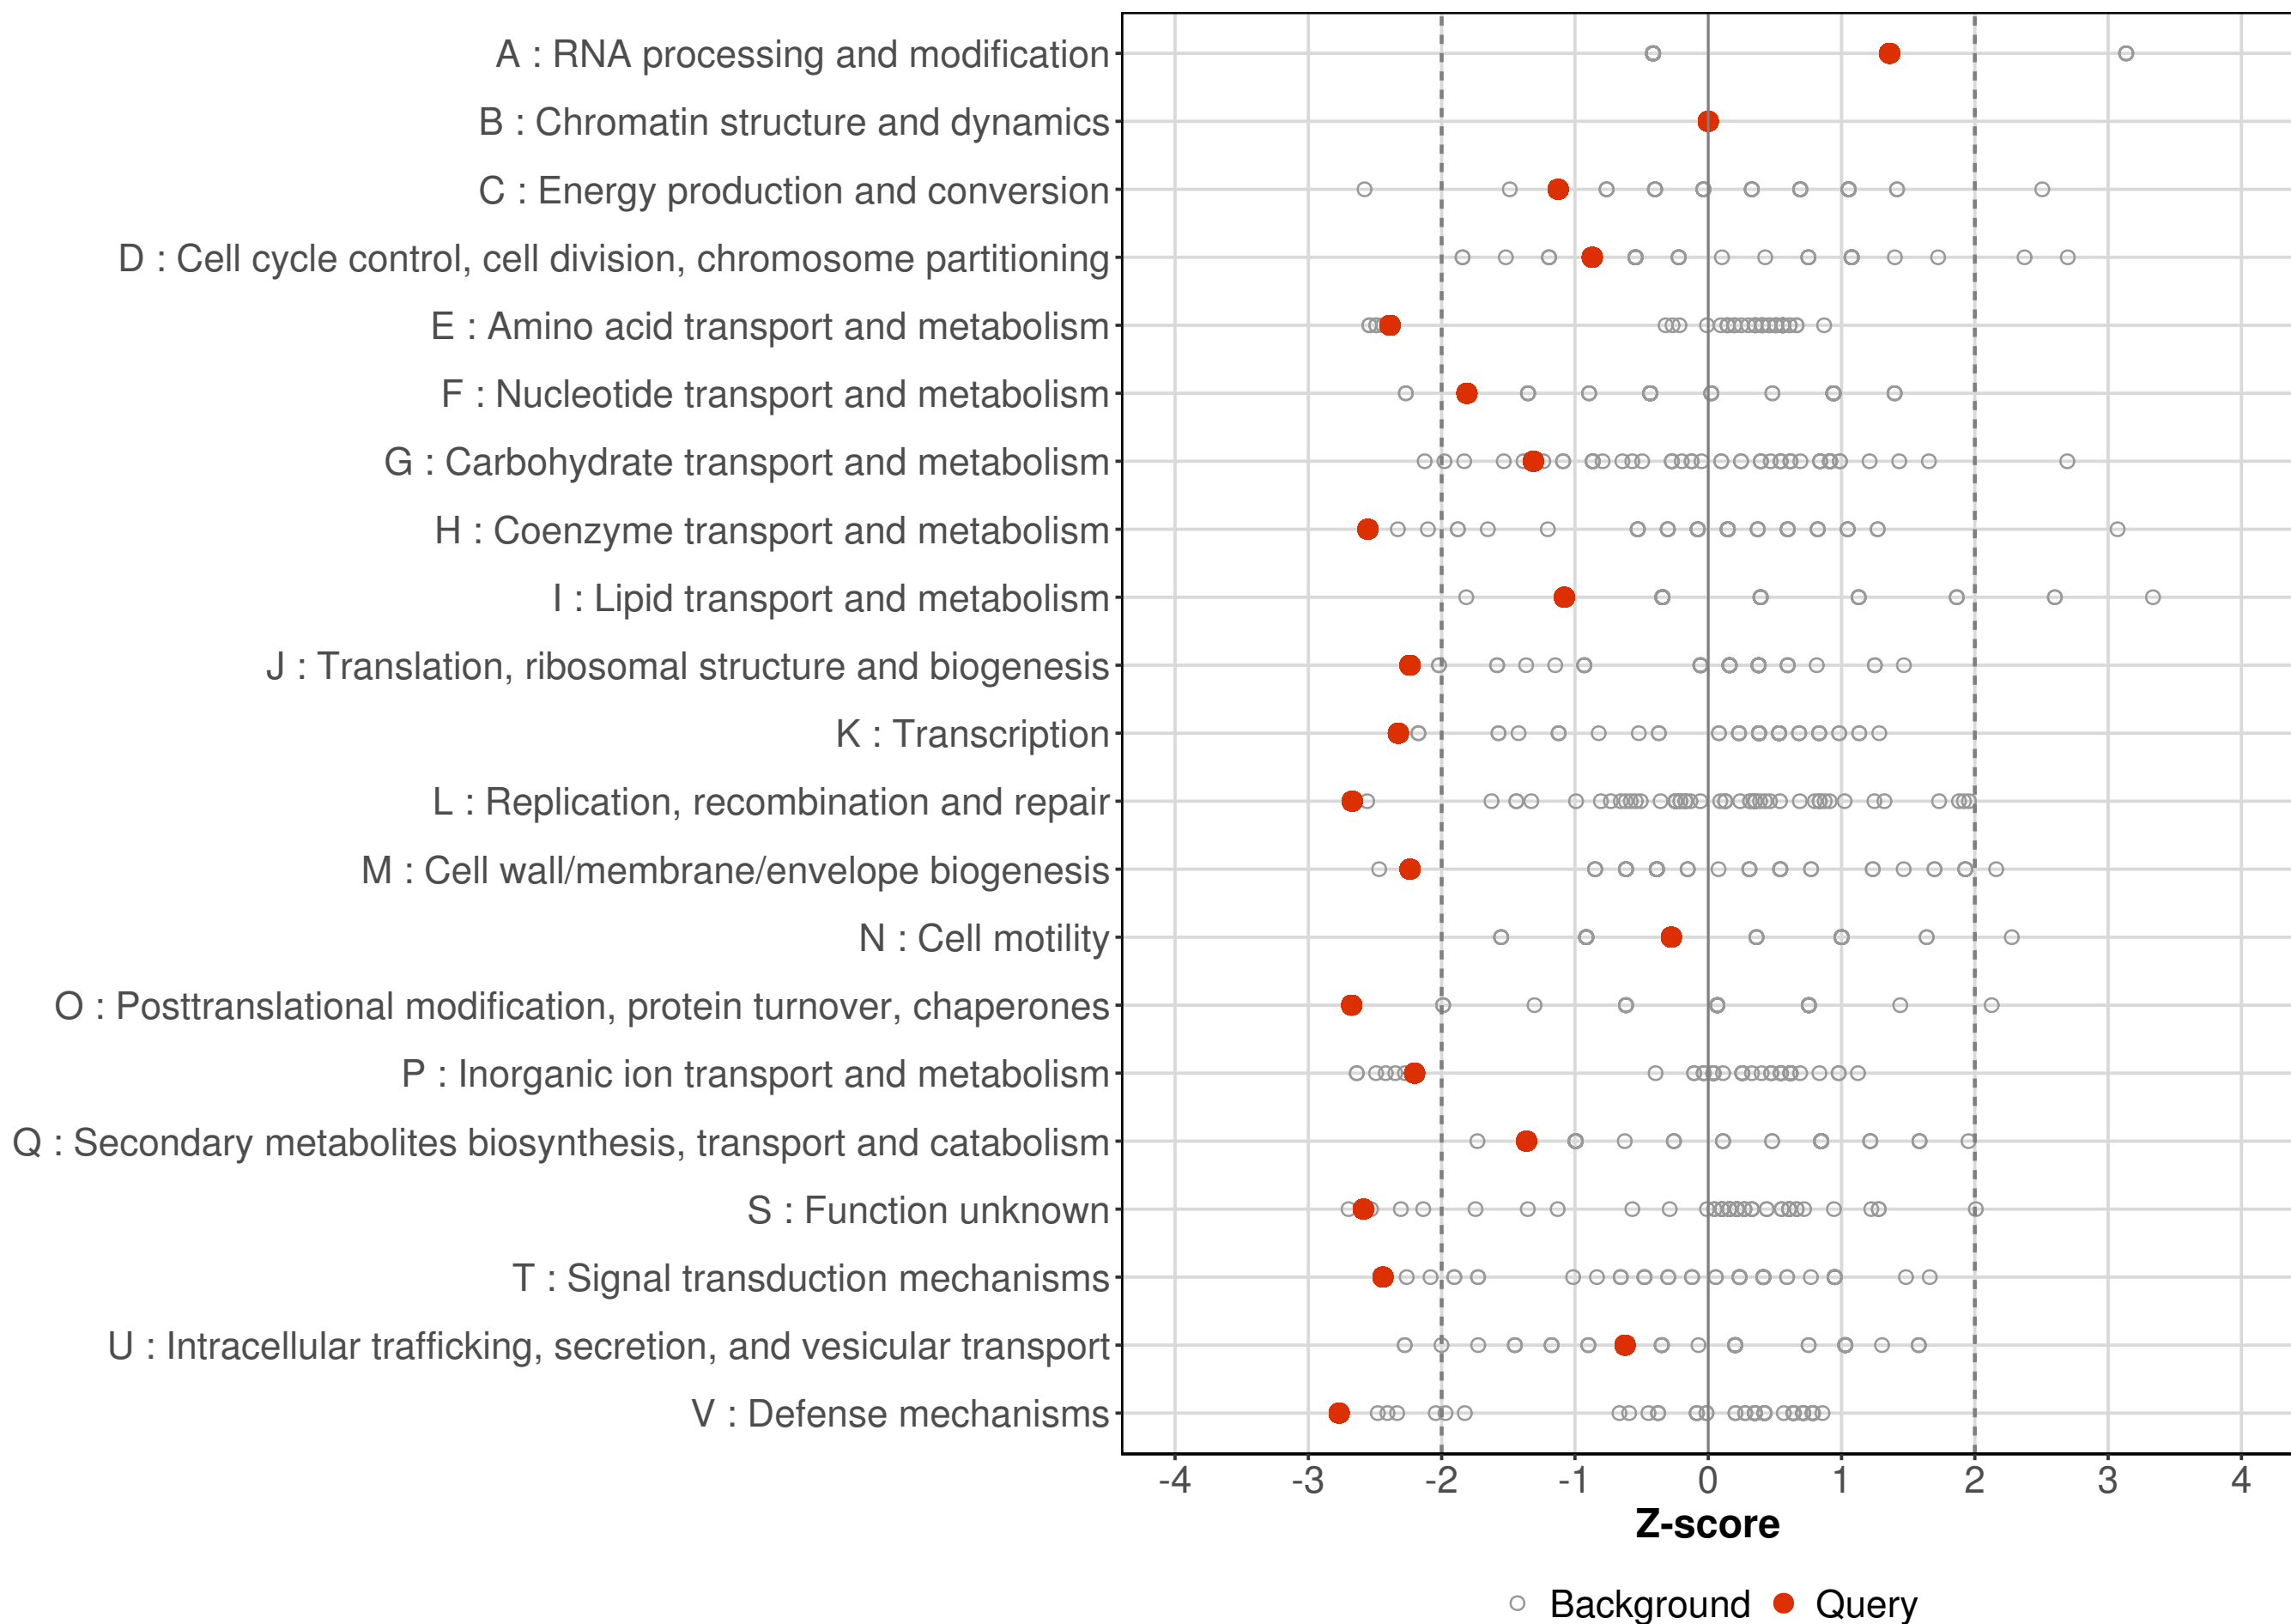 A : RNA processing and modification
B : Chromatin structure and dynamics
C : Energy production and conversion
D : Cell cycle control, cell division, chromosome partitioning
E : Amino acid transport and metabolism
F : Nucleotide transport and metabolism
G : Carbohydrate transport and metabolism
H : Coenzyme transport and metabolism
I : Lipid transport and metabolism
J : Translation, ribosomal structure and biogenesis
K : Transcription
L : Replication, recombination and repair
M : Cell wall/membrane/envelope biogenesis
N : Cell motility
O : Posttranslational modification, protein turnover, chaperones
P : Inorganic ion transport and metabolism
Q : Secondary metabolites biosynthesis, transport and catabolism
S : Function unknown
T : Signal transduction mechanisms
U : Intracellular trafficking, secretion, and vesicular transport
V : Defense mechanisms
-4 -3 -2 -1 0 1 2 3 4
Z-score
Background Query